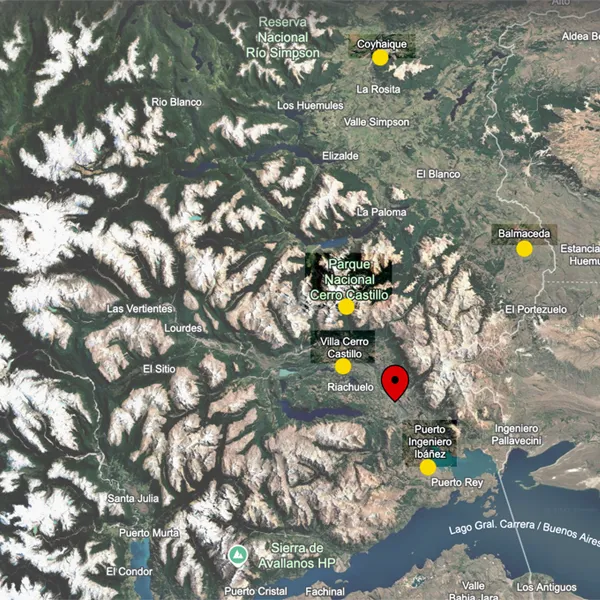 Alto
Reserva
Nacional
Río Simpson
Coyhaique
Aldea Be
La Rosita
Rio Blanco
Los Huemules
Valle Simpson
Elizalde
El Blanco
La Paloma
Balmaceda
Estancia
Huemu
Parque
Nacional
Cerro Castillo
Las Vertientes
El Portezuelo
Lourdes
Villa Cerro
Castillo
El Sitio
Riachuelo
Puerto
Ingeniero
Ibáñez
Ingeniero
Pallavecini
Puerto Rey
Santa Julia
Lago Gral. Carrera / Buenos Aires
Puerto Murta
Sierra de
Avallanos HP
El Condor
Puerto Cristal
Fachinal
Valle
Bahia Jara
Los Antiguos